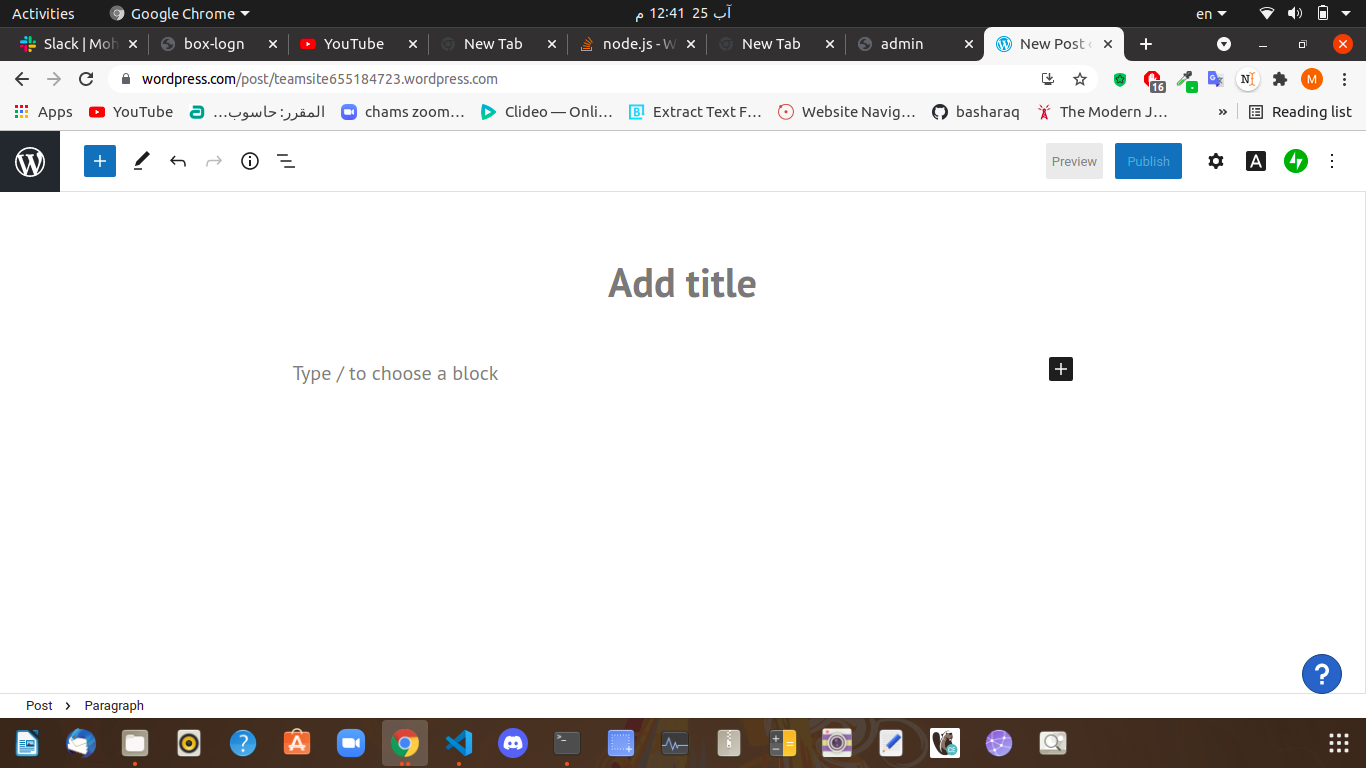 Activities Google Chrome آب 25 12:41 م en
Slack | Moh box-logn YouTube New Tab node.js - W New Tab admin New Post
wordpress.com/post/teamsite655184723.wordpress.com 16 N M
Apps YouTube المقرر: حاسوب... chams zoom... Clideo — Onli... Extract Text F... Website Navig... basharaq The Modern J... » Reading list
Preview Publish A
Add title
Type / to choose a block
?
Post › Paragraph